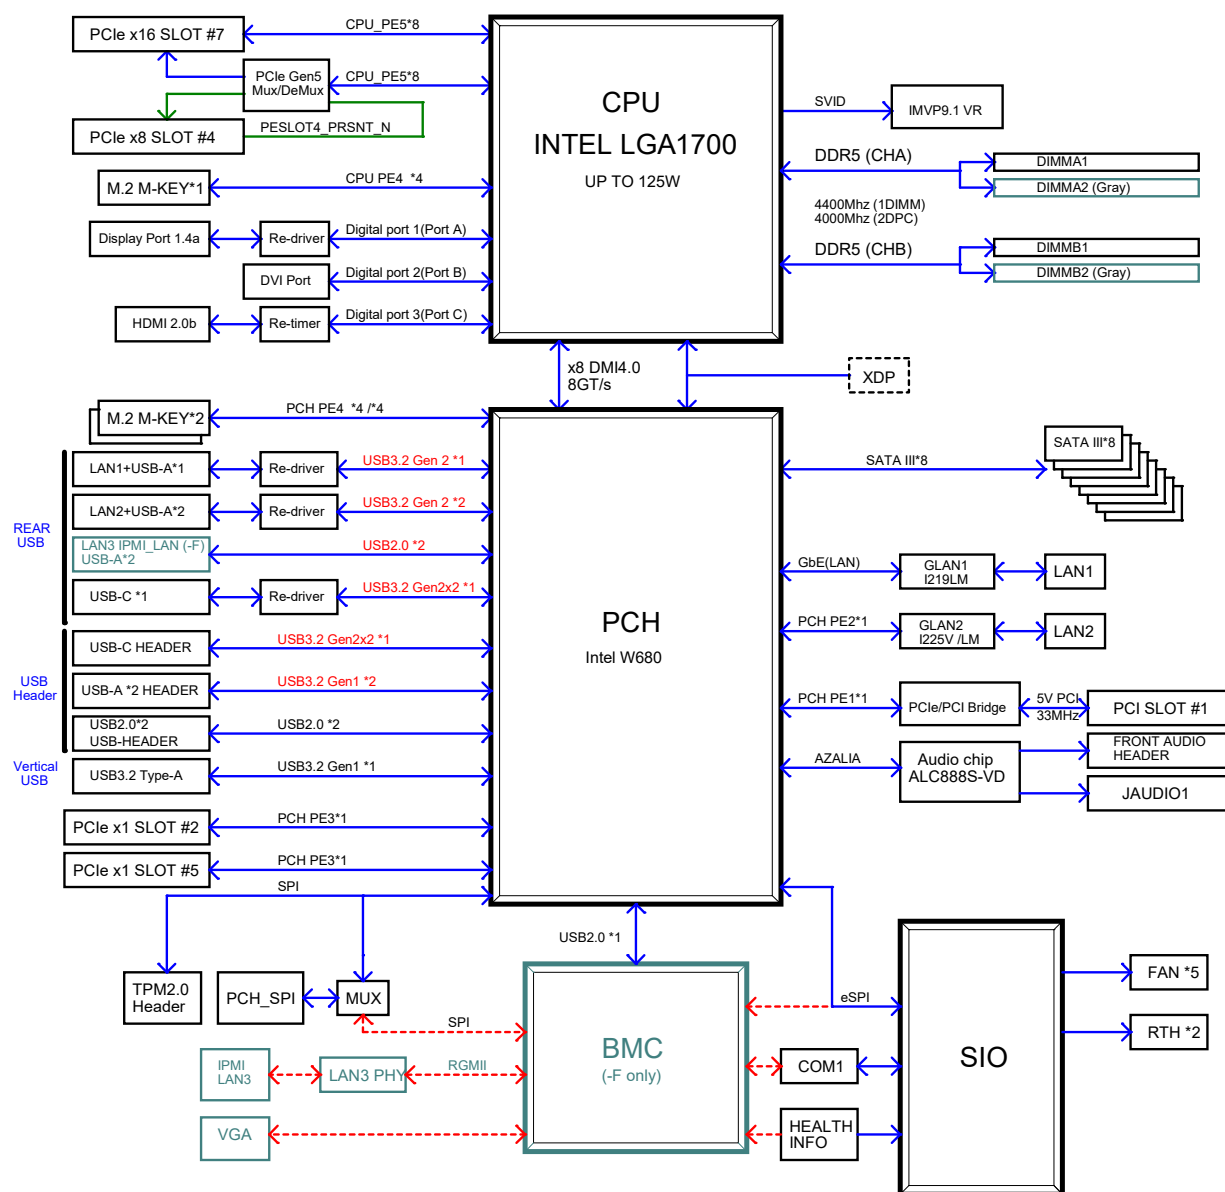 PCIe x16 SLOT #7
CPU_PE5*8
PCIe Gen5
Mux/DeMux
CPU_PE5*8
PCIe x8 SLOT #4
PESLOT4_PRSNT_N
M.2 M-KEY*1
CPU PE4 *4
Display Port 1.4a
Re-driver
Digital port 1(Port A)
DVI Port
Digital port 2(Port B)
HDMI 2.0b
Re-timer
Digital port 3(Port C)
CPU
INTEL LGA1700
UP TO 125W
SVID
IMVP9.1 VR
DDR5 (CHA)
DIMMA1
DIMMA2 (Gray)
4400Mhz (1DIMM)
4000Mhz (2DPC)
DDR5 (CHB)
DIMMB1
DIMMB2 (Gray)
x8 DMI4.0
8GT/s
XDP
M.2 M-KEY*2
PCH PE4 *4 /*4
REAR
USB
LAN1+USB-A*1
Re-driver
USB3.2 Gen 2 *1
LAN2+USB-A*2
Re-driver
USB3.2 Gen 2 *2
LAN3 IPMI_LAN (-F)
USB-A*2
USB2.0 *2
USB-C *1
Re-driver
USB3.2 Gen2x2 *1
USB
Header
USB-C HEADER
USB3.2 Gen2x2 *1
USB-A *2 HEADER
USB3.2 Gen1 *2
USB2.0*2
USB-HEADER
USB2.0 *2
Vertical
USB
USB3.2 Type-A
USB3.2 Gen1 *1
PCIe x1 SLOT #2
PCH PE3*1
PCIe x1 SLOT #5
PCH PE3*1
SPI
PCH
Intel W680
SATA III*8
SATA III*8
GbE(LAN)
GLAN1
I219LM
LAN1
PCH PE2*1
GLAN2
I225V /LM
LAN2
PCH PE1*1
PCIe/PCI Bridge
5V PCI
33MHz
PCI SLOT #1
AZALIA
Audio chip
ALC888S-VD
FRONT AUDIO
HEADER
JAUDIO1
USB2.0 *1
TPM2.0
Header
PCH_SPI
MUX
SPI
IPMI
LAN3
LAN3 PHY
RGMII
VGA
BMC
(-F only)
eSPI
COM1
HEALTH
INFO
SIO
FAN *5
RTH *2